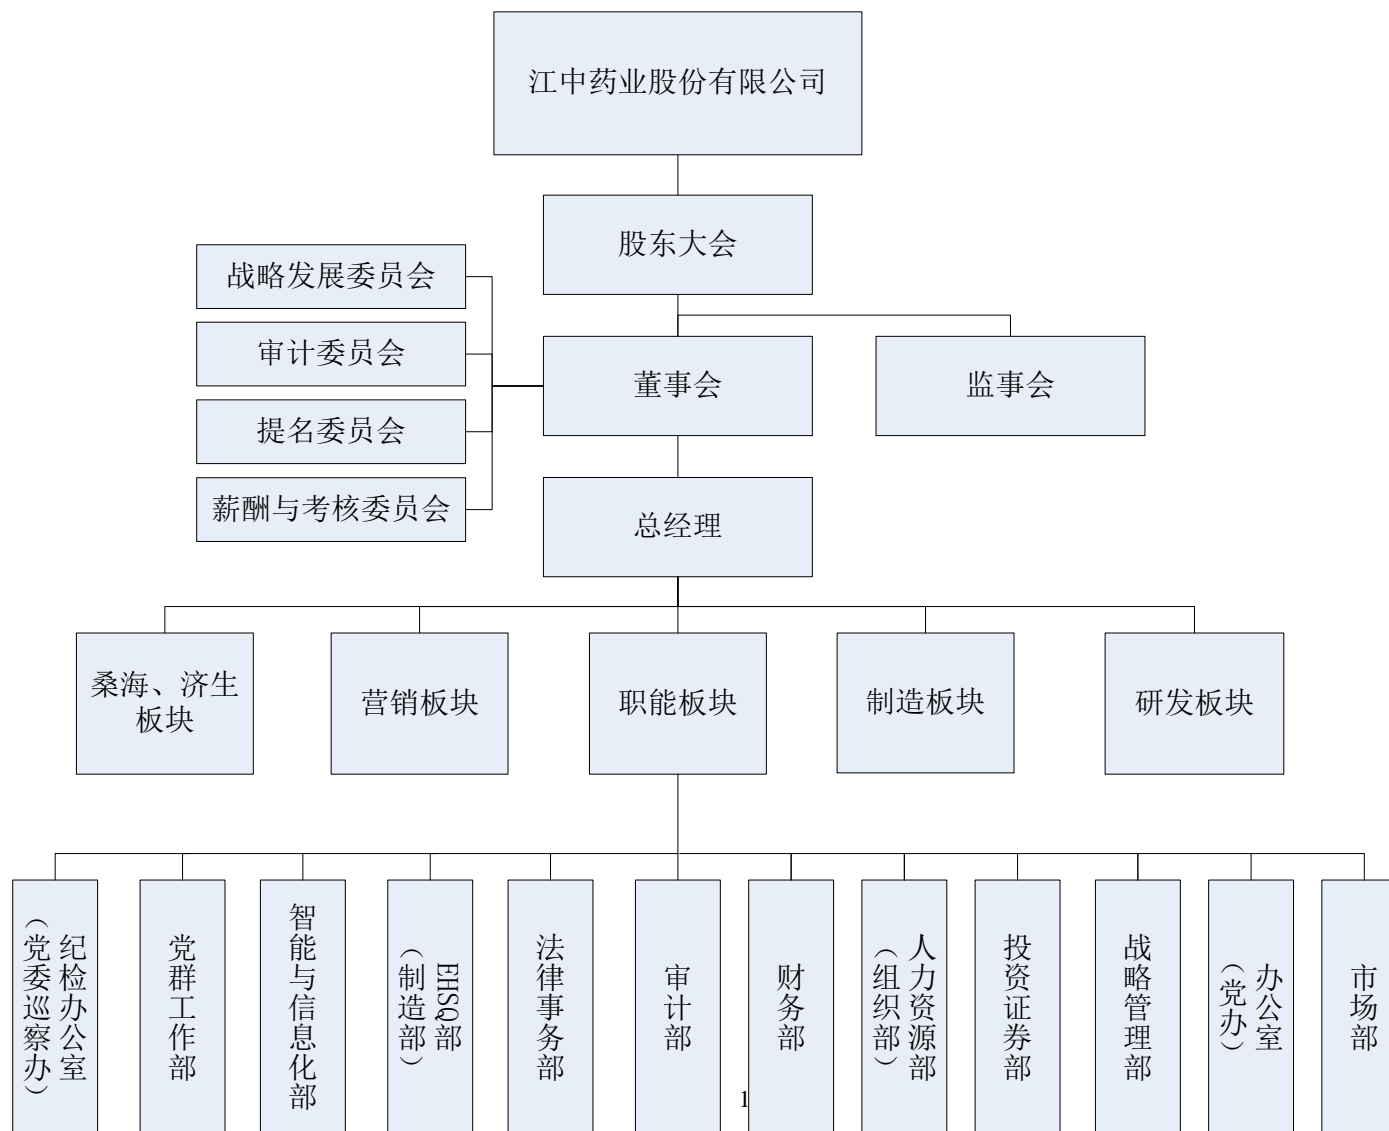 江中药业股份有限公司
股东大会
战略发展委员会
审计委员会
提名委员会
薪酬与考核委员会
董事会
监事会
总经理
桑海、济生
板块
营销板块
职能板块
制造板块
研发板块
纪检办公室
（党委巡察办）
党群工作部
智能与信息化部
EHSQ部
（制造部）
法律事务部
审计部
财务部
人力资源部
（组织部）
投资证券部
战略管理部
办公室
（党办）
市场部
1